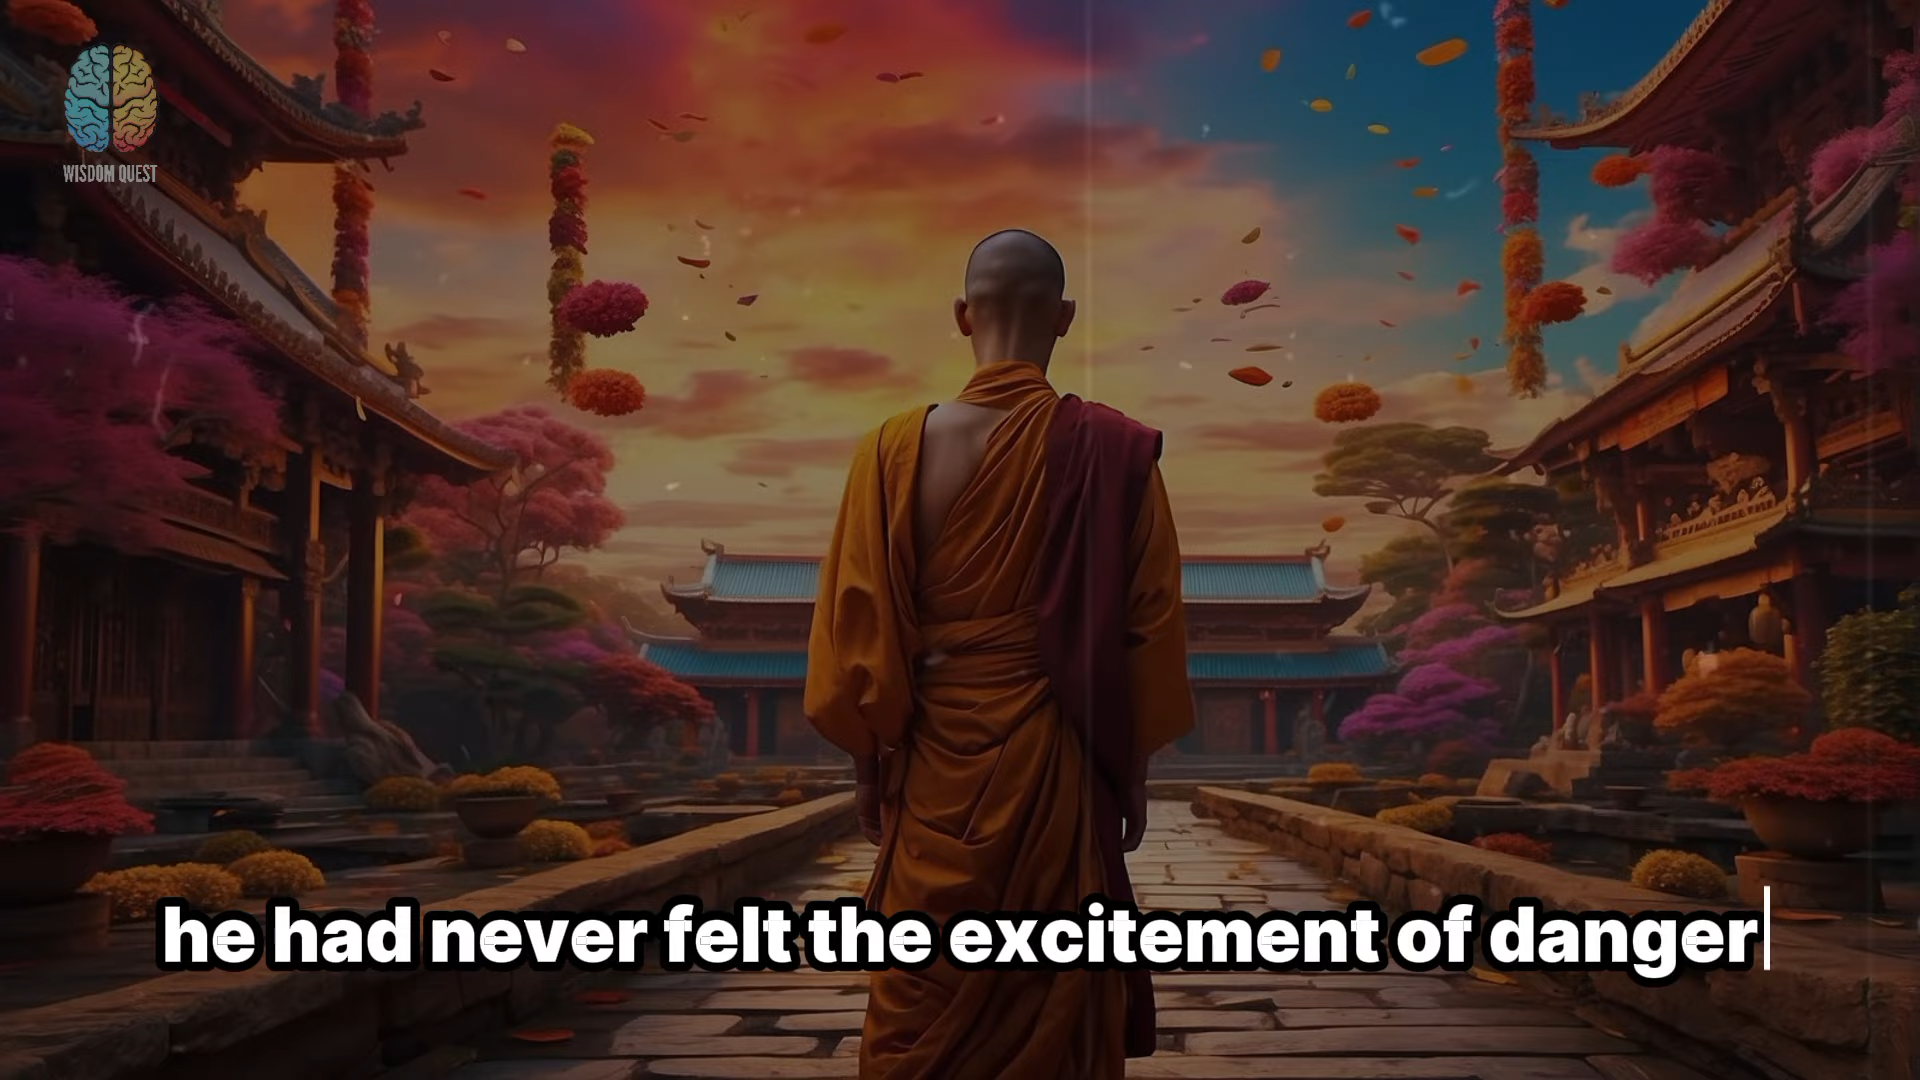 WISDOM QUEST
he had never felt the excitement of danger